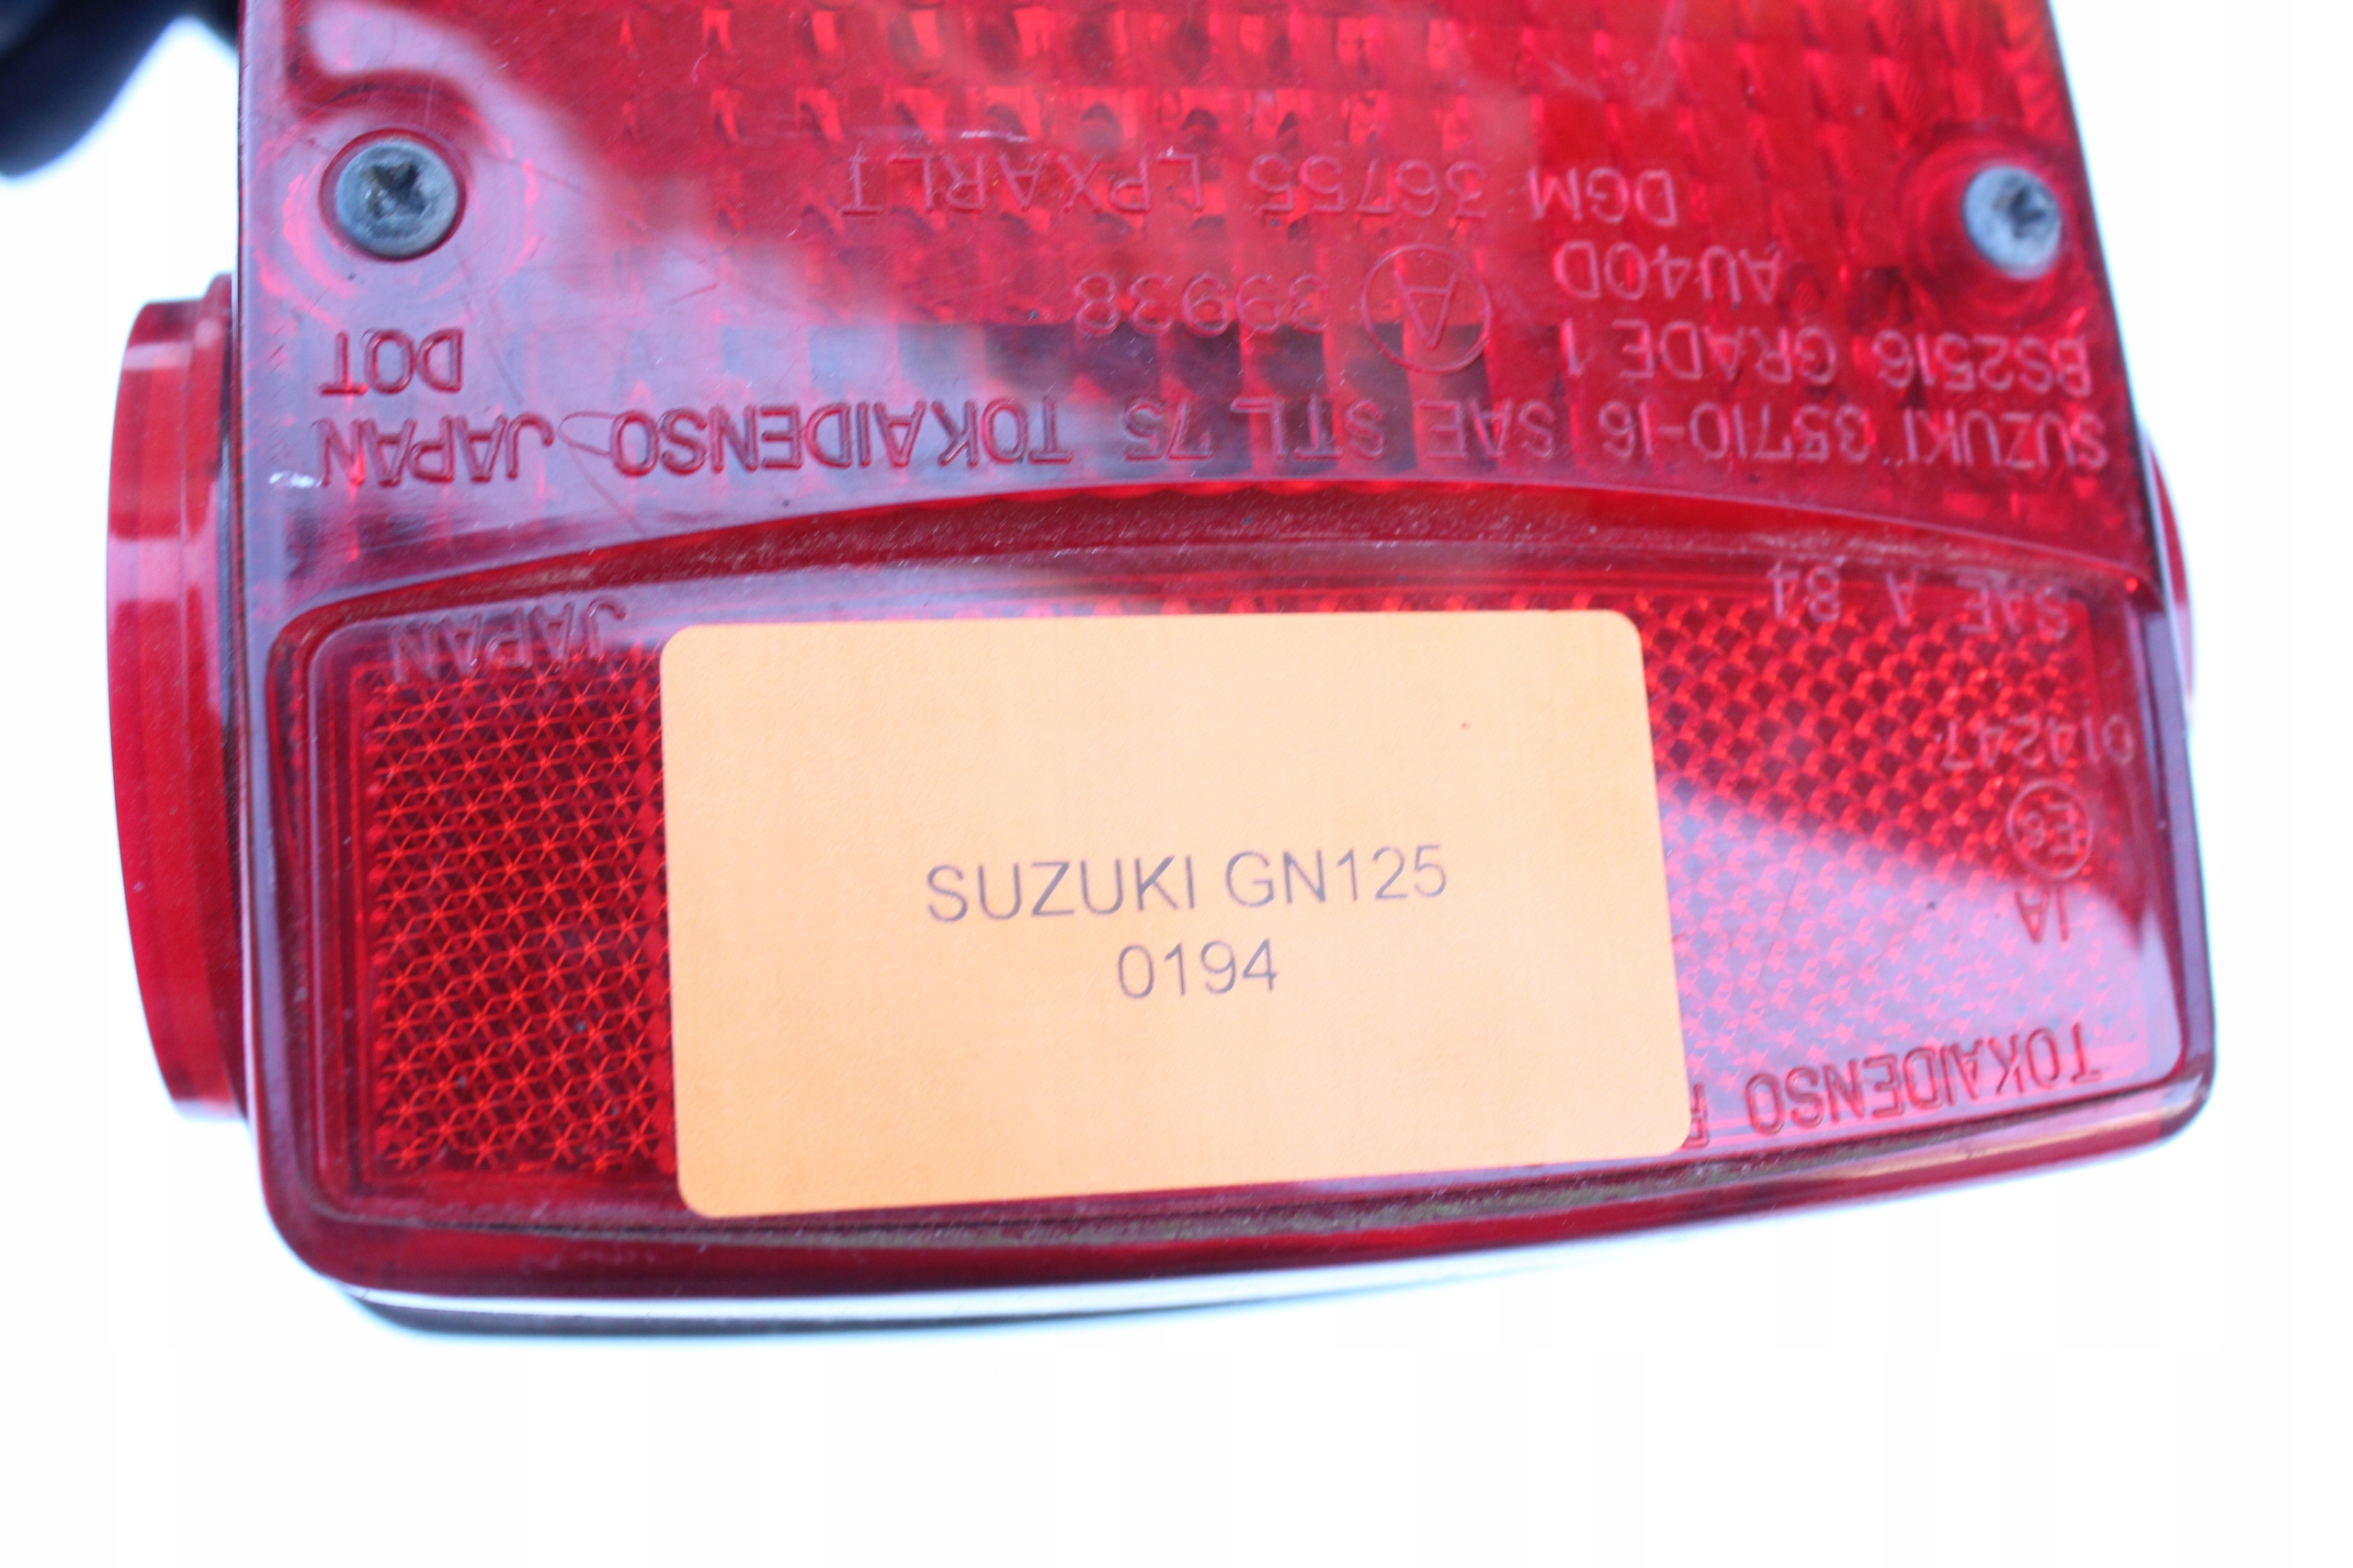 DGM 36755 LPXARLT
AU40D A 39938
BS2516 GRADE 1 DOT
SUZUKI 35710-16 SAE STL 75 TOKAIDENSO JAPAN
SAE A 84 JAPAN
014247
E6
IA
TOKAIDENSO
SUZUKI GN125
0194